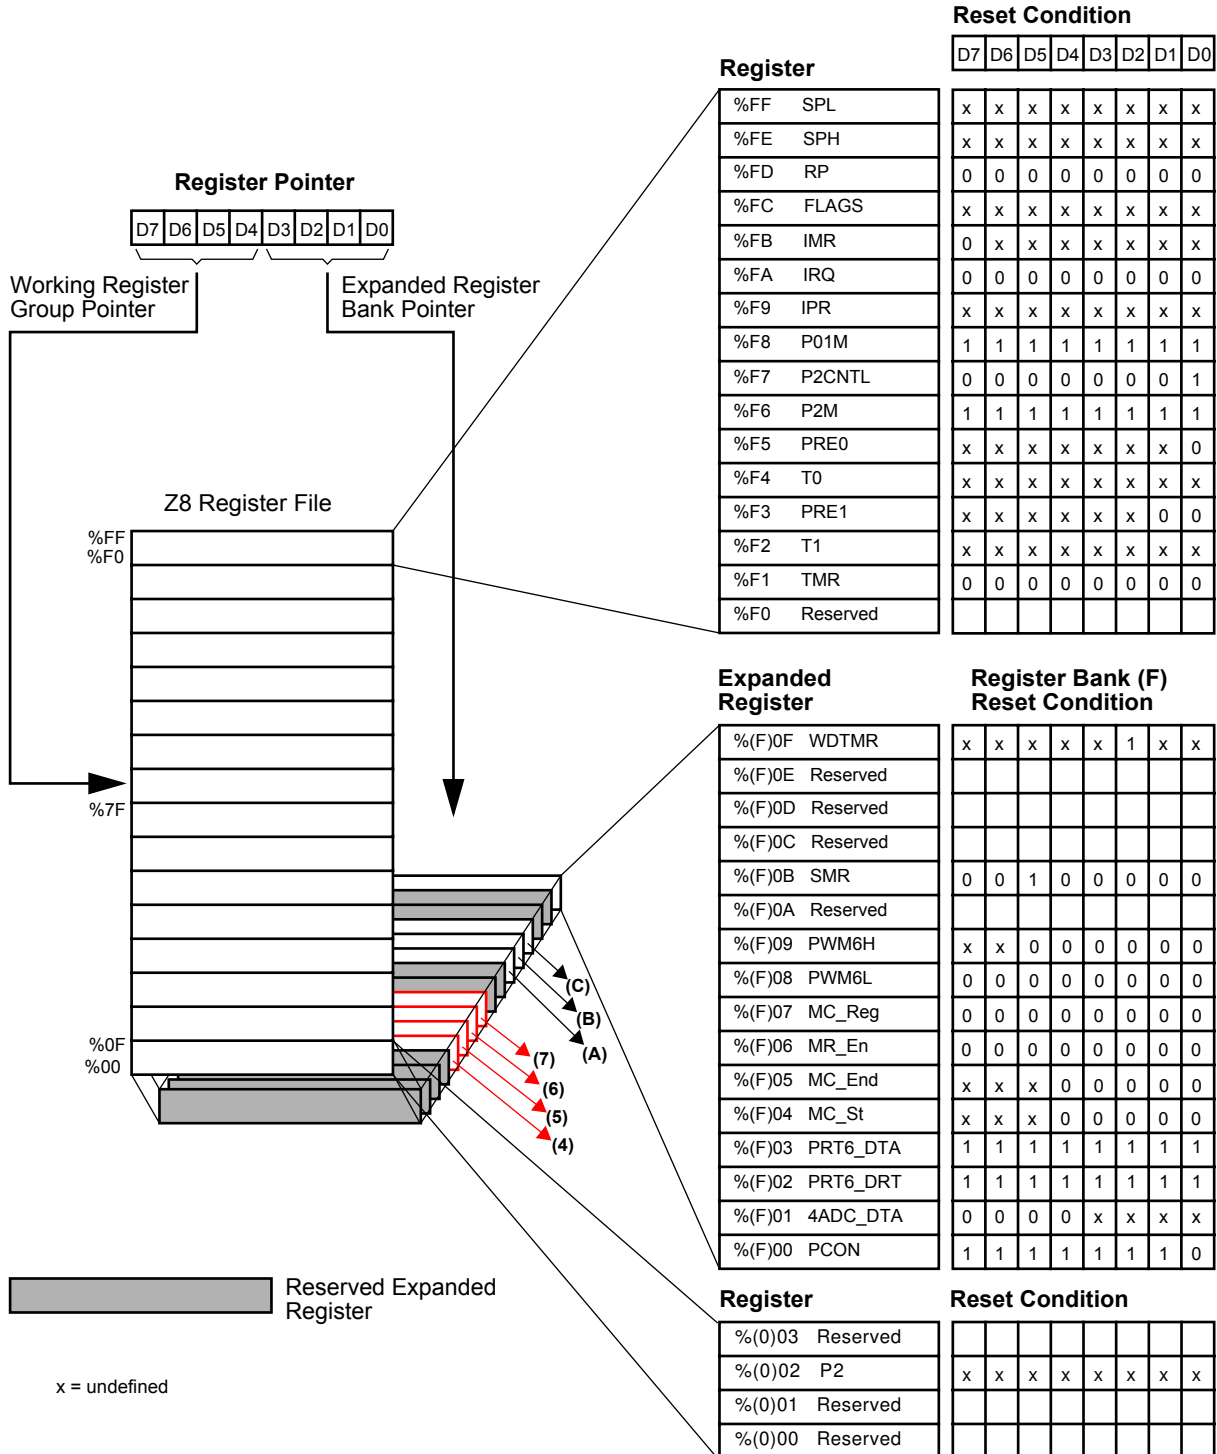 Reset Condition
D7 D6 D5 D4 D3 D2 D1 D0
Register
%FF SPL x x x x x x x x
%FE SPH x x x x x x x x
%FD RP 0 0 0 0 0 0 0 0
%FC FLAGS x x x x x x x x
%FB IMR 0 x x x x x x x
%FA IRQ 0 0 0 0 0 0 0 0
%F9 IPR x x x x x x x x
%F8 P01M 1 1 1 1 1 1 1 1
%F7 P2CNTL 0 0 0 0 0 0 0 1
%F6 P2M 1 1 1 1 1 1 1 1
%F5 PRE0 x x x x x x x 0
%F4 T0 x x x x x x x x
%F3 PRE1 x x x x x x 0 0
%F2 T1 x x x x x x x x
%F1 TMR 0 0 0 0 0 0 0 0
%F0 Reserved
Register Pointer
D7 D6 D5 D4 D3 D2 D1 D0
Working Register
Group Pointer
Expanded Register
Bank Pointer
Z8 Register File
%FF
%F0
%7F
%0F
%00
(C)
(B)
(A)
(7)
(6)
(5)
(4)
Expanded
Register
Register Bank (F)
Reset Condition
%(F)0F WDTMR x x x x x 1 x x
%(F)0E Reserved
%(F)0D Reserved
%(F)0C Reserved
%(F)0B SMR 0 0 1 0 0 0 0 0
%(F)0A Reserved
%(F)09 PWM6H x x 0 0 0 0 0 0
%(F)08 PWM6L 0 0 0 0 0 0 0 0
%(F)07 MC_Reg 0 0 0 0 0 0 0 0
%(F)06 MR_En 0 0 0 0 0 0 0 0
%(F)05 MC_End x x x 0 0 0 0 0
%(F)04 MC_St x x x 0 0 0 0 0
%(F)03 PRT6_DTA 1 1 1 1 1 1 1 1
%(F)02 PRT6_DRT 1 1 1 1 1 1 1 1
%(F)01 4ADC_DTA 0 0 0 0 x x x x
%(F)00 PCON 1 1 1 1 1 1 1 0
Reserved Expanded
Register
x = undefined
Register
Reset Condition
%(0)03 Reserved
%(0)02 P2 x x x x x x x x
%(0)01 Reserved
%(0)00 Reserved